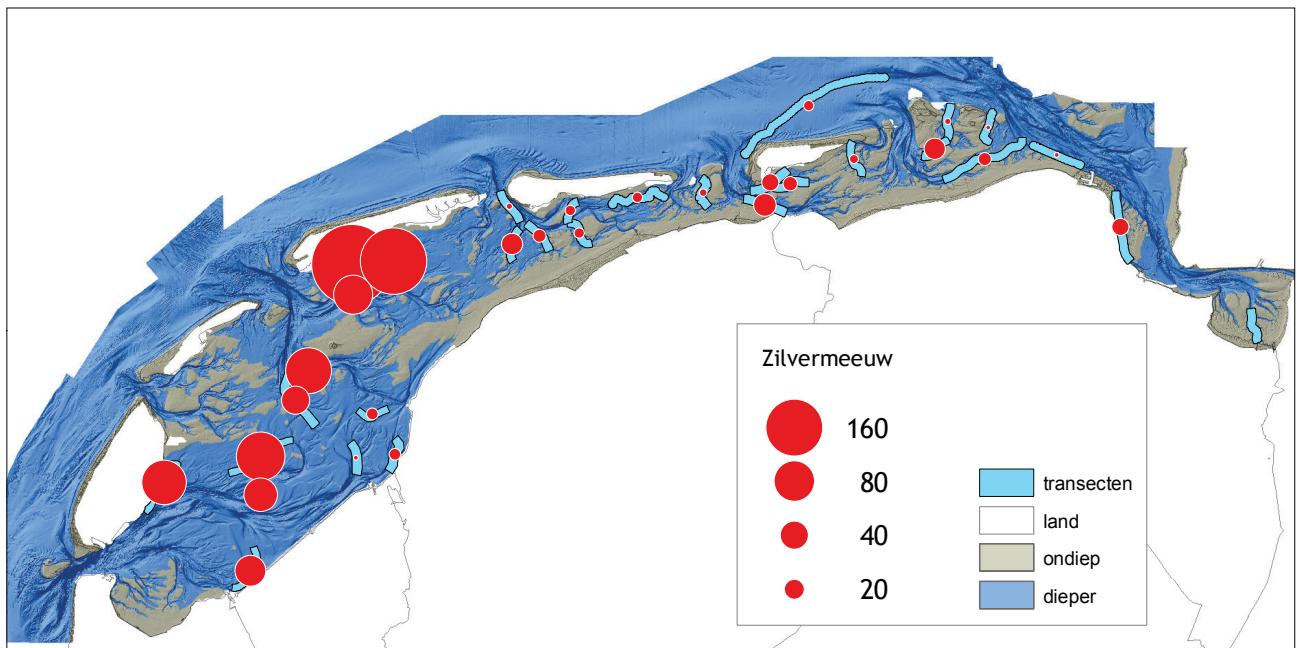 Zilvermeeuw
160
80
40
20
transecten
land
ondiep
dieper